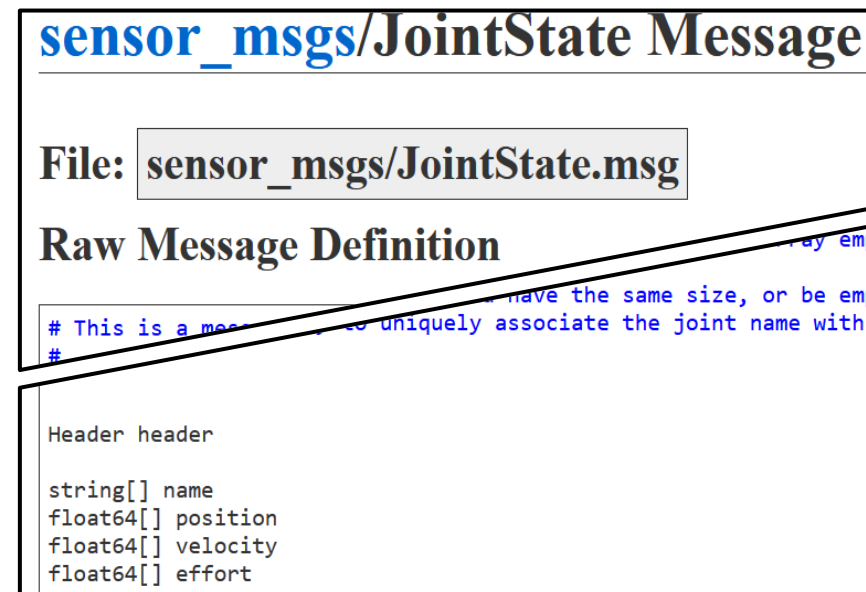 sensor_msgs/JointState Message
File: sensor_msgs/JointState.msg
Raw Message Definition
have the same size, or be em
# This is a
uniquely associate the joint name with
#
Header header
string[] name
float64[] position
float64[] velocity
float64[] effort